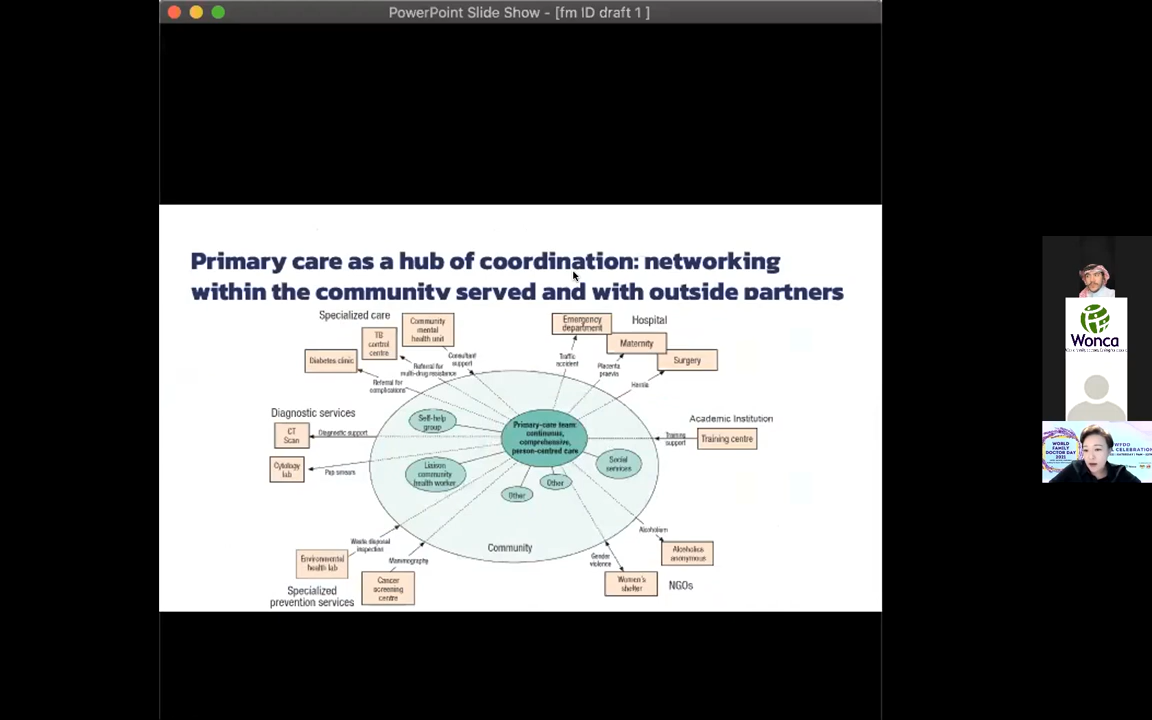 PowerPoint Slide Show - [fm ID draft 1 ]
Primary care as a hub of coordination: networking
within the community served and with outside partners
Specialized care
Community
mental
health unit
TB
control
centre
Diabetes clinic
Consultant
support
Referral for
multi-drug resistance
Referral for
complications
Emergency
department
Hospital
Maternity
Surgery
Traffic
accident
Placenta
praevia
Hernia
Diagnostic services
CT
Scan
Diagnostic support
Cytology
lab
Pap smears
Self-help
group
Primary-care team:
continuous,
comprehensive,
person-centred care
Liaison
community
health worker
Social
services
Other
Other
Community
Academic Institution
Training
support
Training centre
Waste disposal
inspection
Environmental
health lab
Mammography
Cancer
screening
centre
Specialized
prevention services
Gender
violence
Women's
shelter
NGOs
Alcoholism
Alcoholics
anonymous
Wonca
WORLD
FAMILY
DOCTOR DAY